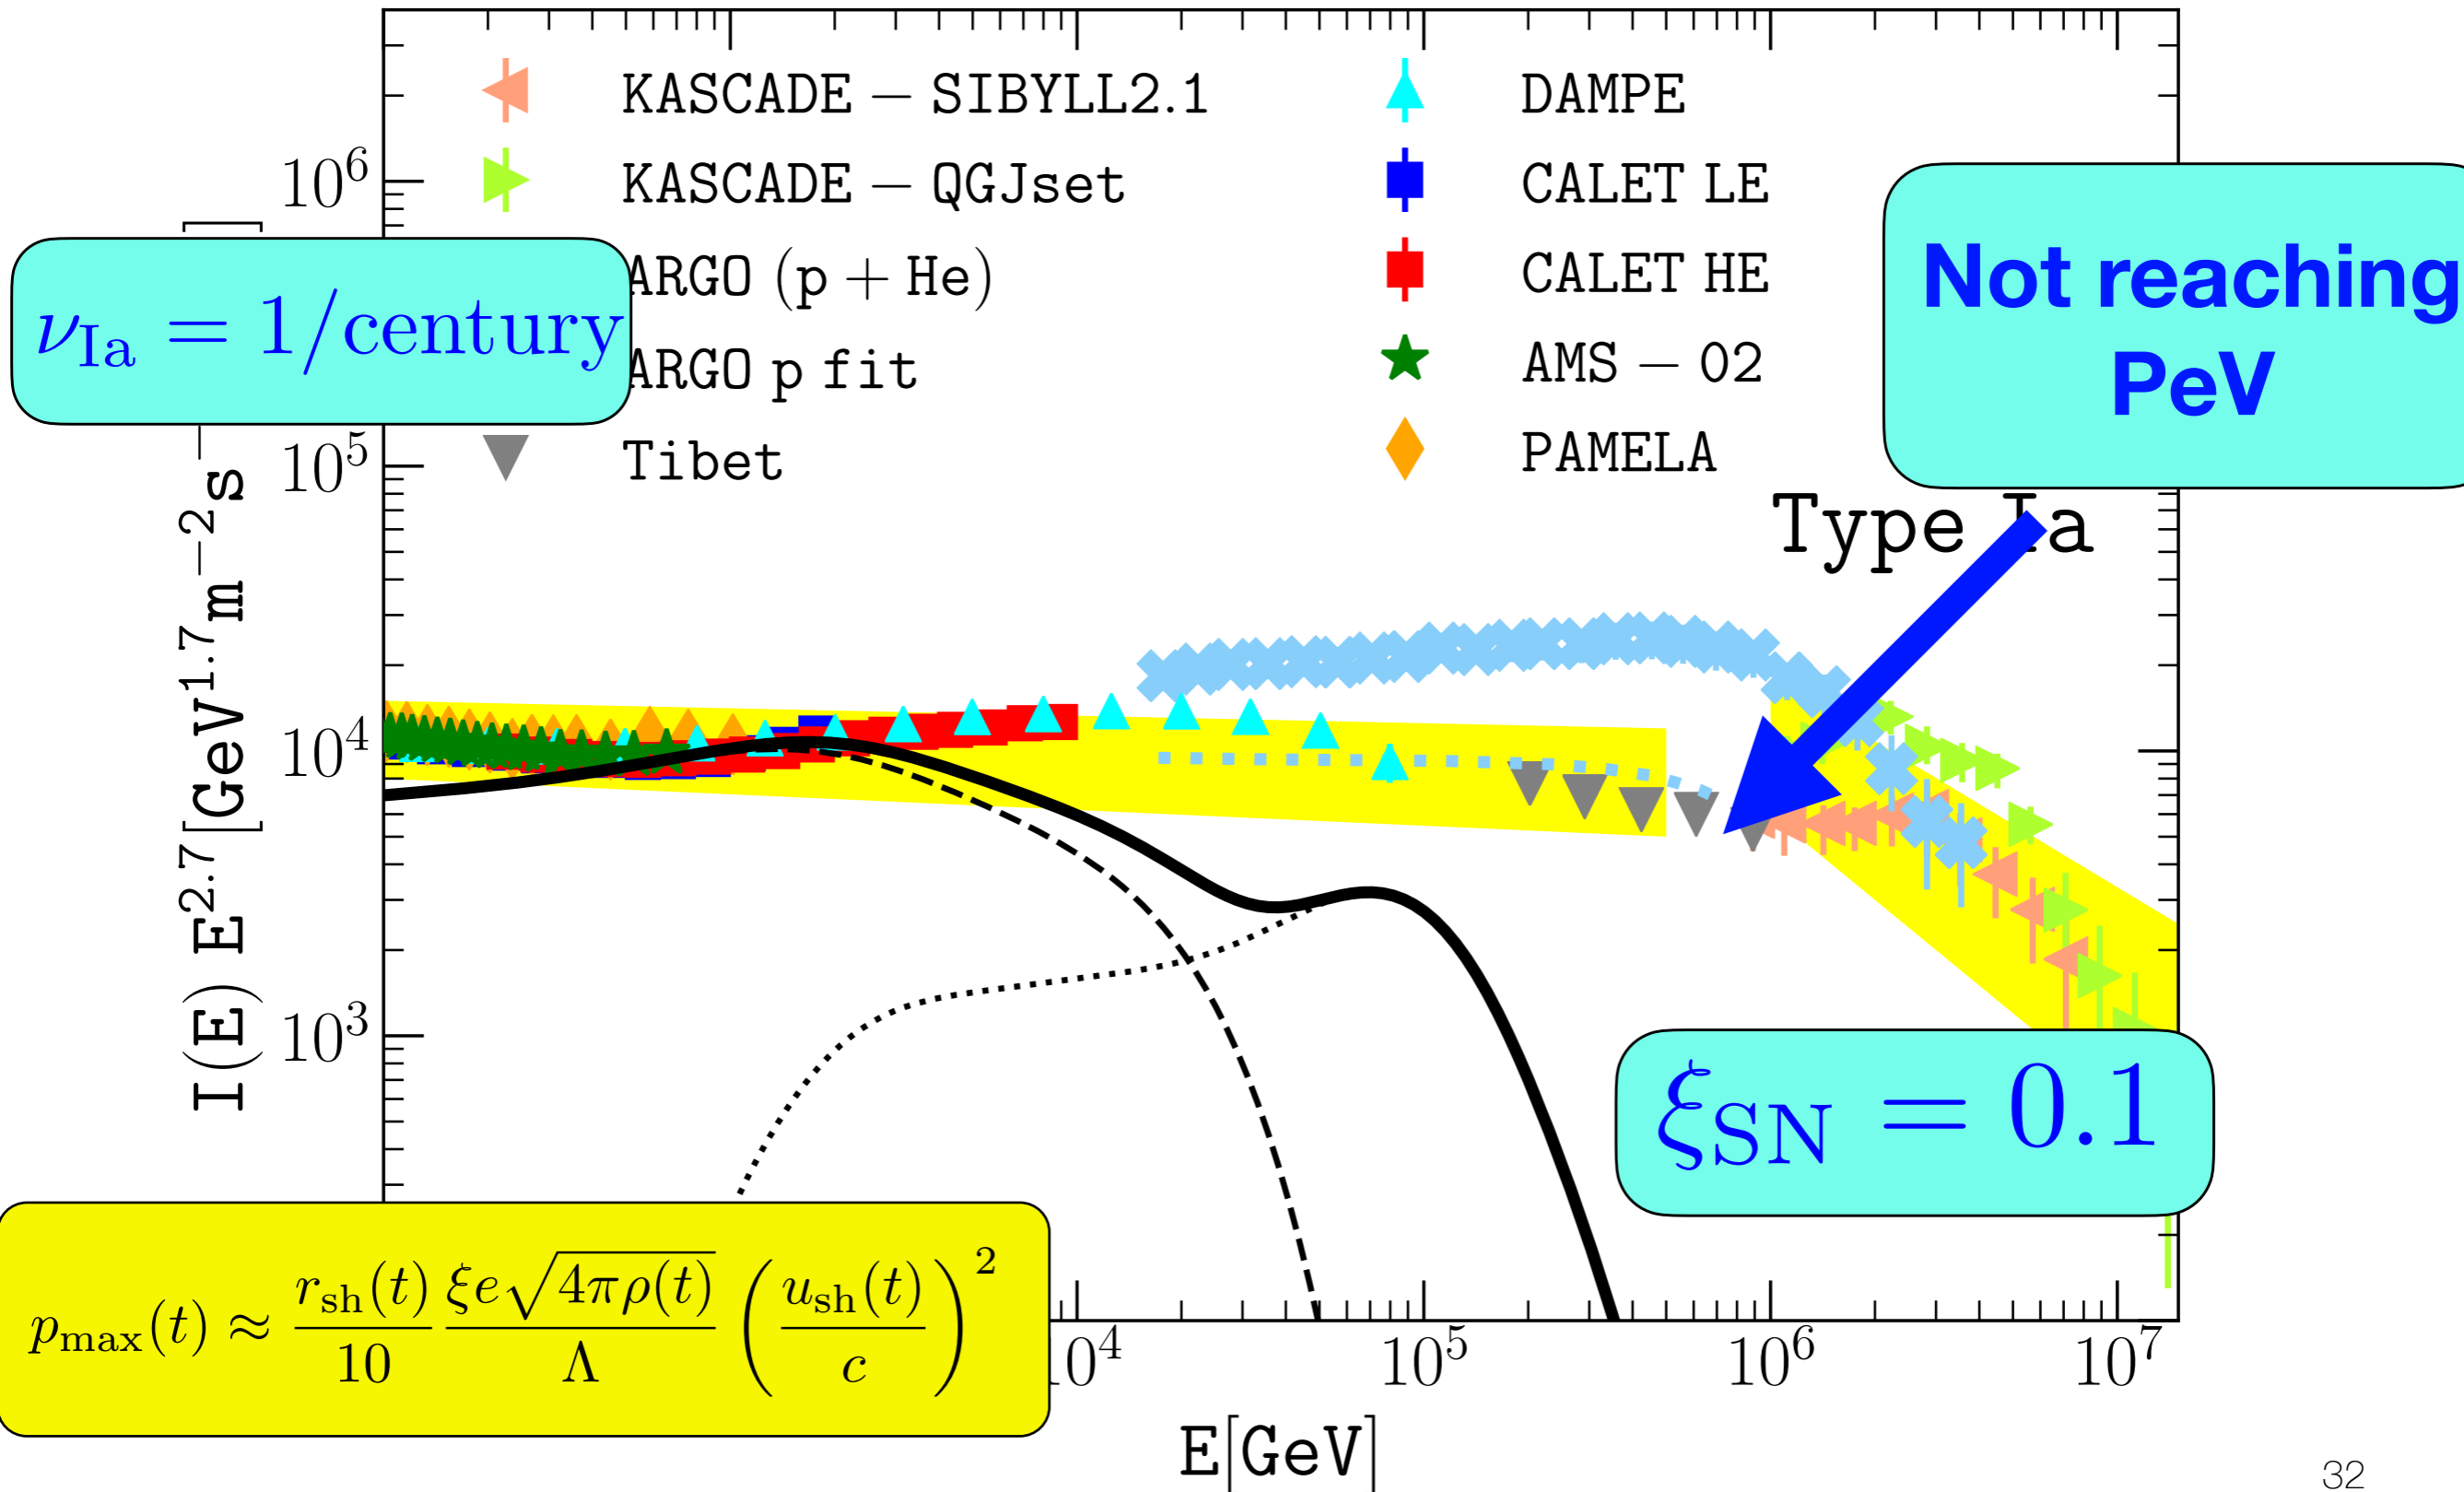 KASCADE – SIBYLL2.1
KASCADE – QGJset
ARGO (p + He)
ARGO p fit
Tibet
DAMPE
CALET LE
CALET HE
AMS – 02
PAMELA
Type Ia
ν_Ia = 1/century
Not reaching
PeV
ξ_SN = 0.1
p_max(t) ≈ r_sh(t)/10 ξe√4πρ(t)/Λ (u_sh(t)/c)^2
I(E) E^2.7[GeV^1.7 m^−2 s^−
]
10^6
10^5
10^4
10^3
10^4
10^5
10^6
10^7
E[GeV]
32